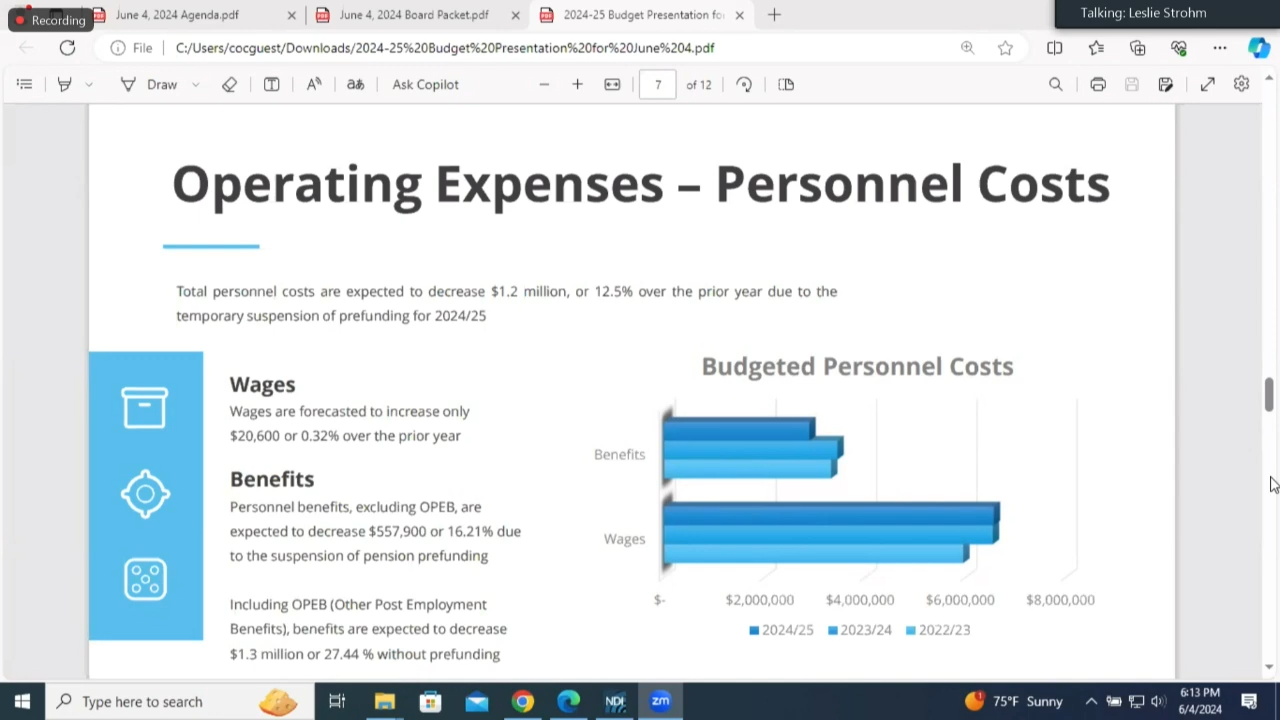 Recording
June 4, 2024 Agenda.pdf
June 4, 2024 Board Packet.pdf
2024-25 Budget Presentation fo
Talking: Leslie Strohm
File
C:/Users/cocguest/Downloads/2024-25%20Budget%20Presentation%20for%20June%204.pdf
Draw
aあ
Ask Copilot
7 of 12
Operating Expenses – Personnel Costs
Total personnel costs are expected to decrease $1.2 million, or 12.5% over the prior year due to the
temporary suspension of prefunding for 2024/25
Wages
Wages are forecasted to increase only
$20,600 or 0.32% over the prior year
Benefits
Personnel benefits, excluding OPEB, are
expected to decrease $557,900 or 16.21% due
to the suspension of pension prefunding
Including OPEB (Other Post Employment
Benefits), benefits are expected to decrease
$1.3 million or 27.44 % without prefunding
Budgeted Personnel Costs
Benefits
Wages
$-
$2,000,000
$4,000,000
$6,000,000
$8,000,000
2024/25
2023/24
2022/23
Type here to search
NDI
zm
1
75°F Sunny
6:13 PM
6/4/2024